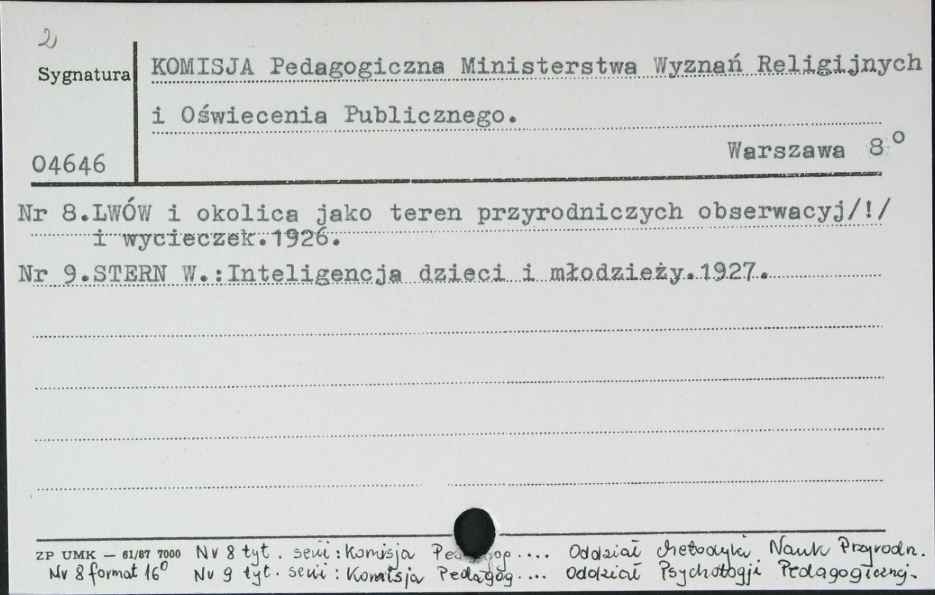 2
Sygnatura
KOMISJA Pedagogiczna Ministerstwa Wyznań Religijnych
i Oświecenia Publicznego.
Warszawa 8⁰
04646
Nr 8.LWÓW i okolica jako teren przyrodniczych obserwacyj/!/
i wycieczek.1926.
Nr 9.STERN W.:Inteligencja dzieci i młodzieży.1927.
ZP UMK — 61/87 7000 Nr 8 tyt. serii : Komisja Pedagog.... Oddział Metodyki Nauk Przyrodn.
Nr 8 format 16⁰ Nr 9 tyt. serii : Komisja Pedagog.... Oddział Psychologji Pedagogicznej.